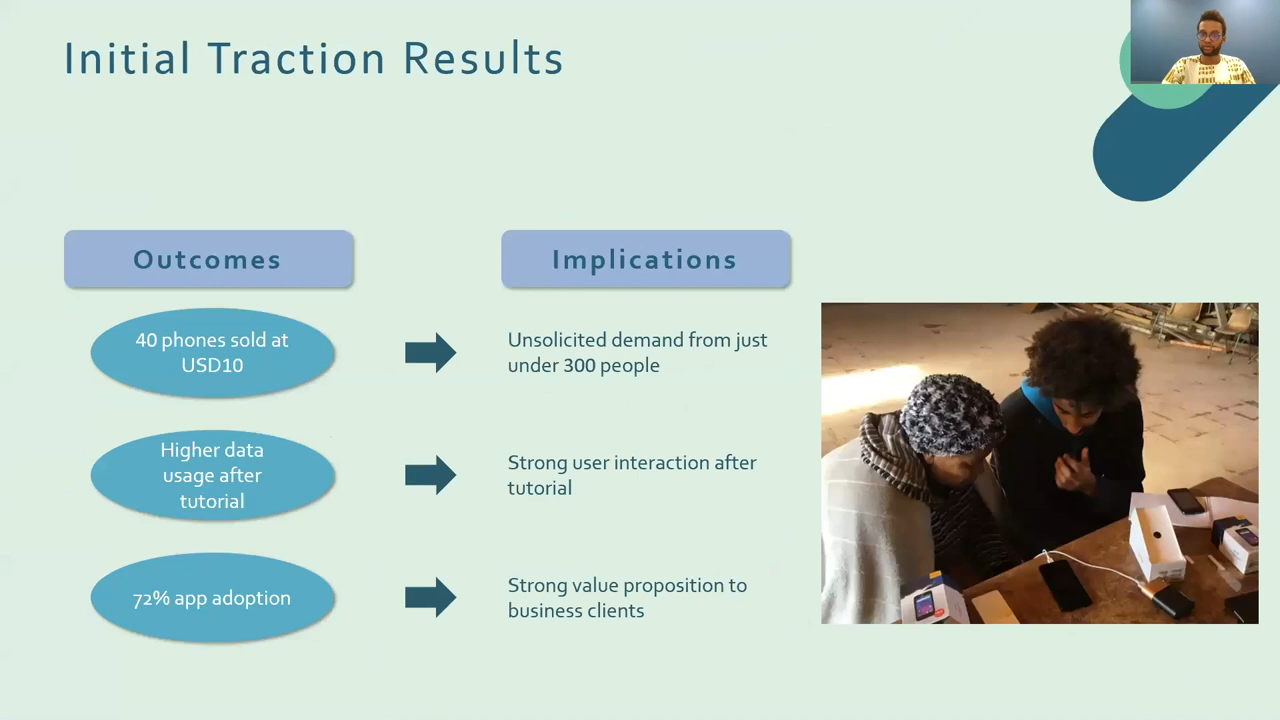 Initial Traction Results
Outcomes
Implications
40 phones sold at
USD10
Unsolicited demand from just
under 300 people
Higher data
usage after
tutorial
Strong user interaction after
tutorial
72% app adoption
Strong value proposition to
business clients